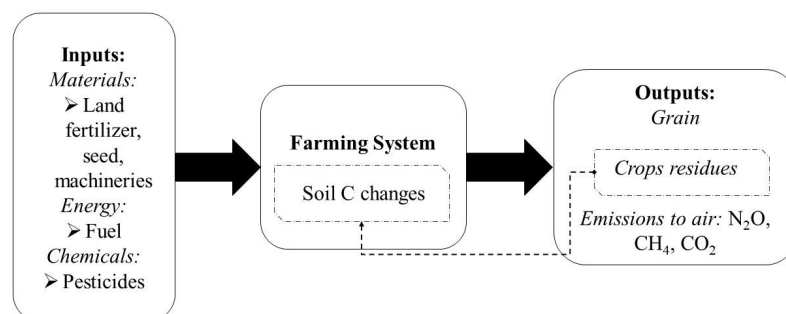 Inputs:
Materials:
➢ Land
fertilizer,
seed,
machineries
Energy:
➢ Fuel
Chemicals:
➢ Pesticides
Farming System
Soil C changes
Outputs:
Grain
Crops residues
Emissions to air: N₂O,
CH₄, CO₂